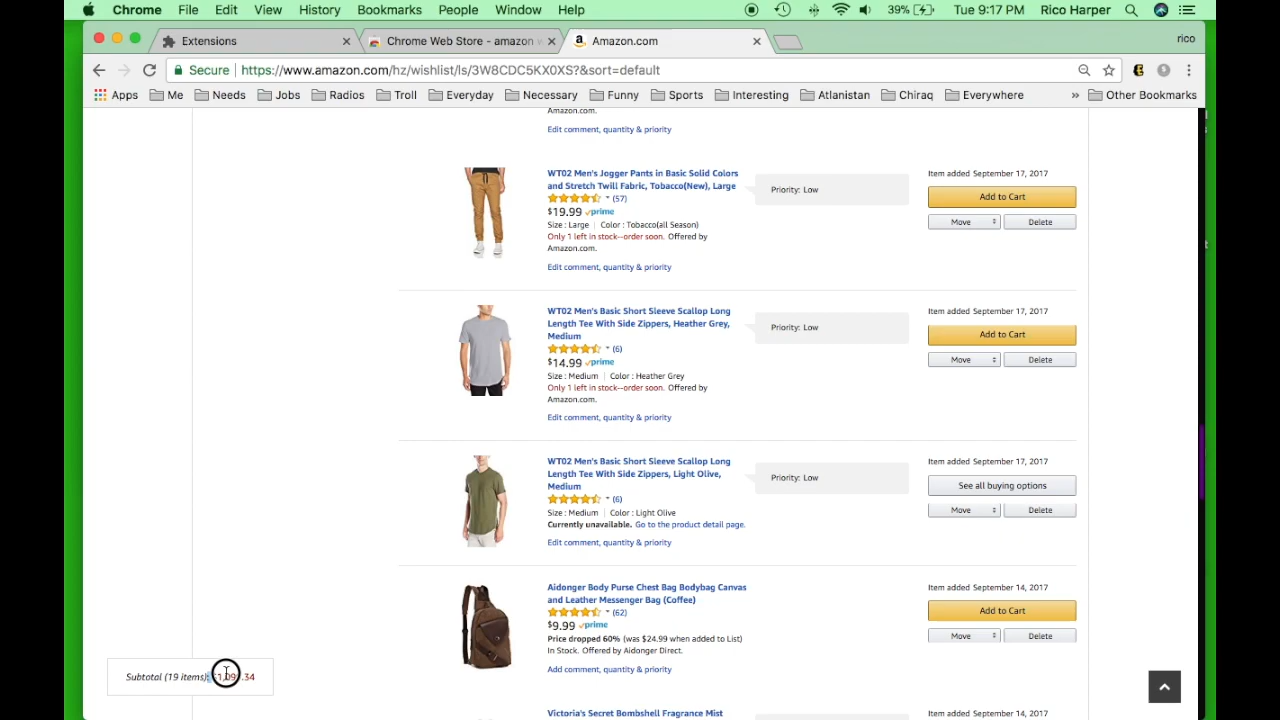 Chrome File Edit View History Bookmarks People Window Help 39% Tue 9:17 PM Rico Harper
Extensions Chrome Web Store - amazon w Amazon.com rico
Secure https://www.amazon.com/hz/wishlist/ls/3W8CDC5KX0XS?&sort=default
Apps Me Needs Jobs Radios Troll Everyday Necessary Funny Sports Interesting Atlanistan Chiraq Everywhere » Other Bookmarks
Amazon.com.
Edit comment, quantity & priority
WT02 Men's Jogger Pants in Basic Solid Colors
and Stretch Twill Fabric, Tobacco(New), Large
(57)
$19.99 prime
Size : Large | Color : Tobacco(all Season)
Only 1 left in stock--order soon. Offered by
Amazon.com.
Edit comment, quantity & priority
Priority: Low
Item added September 17, 2017
Add to Cart
Move Delete
WT02 Men's Basic Short Sleeve Scallop Long
Length Tee With Side Zippers, Heather Grey,
Medium
(6)
$14.99 prime
Size : Medium | Color : Heather Grey
Only 1 left in stock--order soon. Offered by
Amazon.com.
Edit comment, quantity & priority
Priority: Low
Item added September 17, 2017
Add to Cart
Move Delete
WT02 Men's Basic Short Sleeve Scallop Long
Length Tee With Side Zippers, Light Olive,
Medium
(6)
Size : Medium | Color : Light Olive
Currently unavailable. Go to the product detail page.
Edit comment, quantity & priority
Priority: Low
Item added September 17, 2017
See all buying options
Move Delete
Aidonger Body Purse Chest Bag Bodybag Canvas
and Leather Messenger Bag (Coffee)
(62)
$9.99 prime
Price dropped 60% (was $24.99 when added to List)
In Stock. Offered by Aidonger Direct.
Add comment, quantity & priority
Item added September 14, 2017
Add to Cart
Move Delete
Subtotal (19 items):
Victoria's Secret Bombshell Fragrance Mist
Item added September 14, 2017